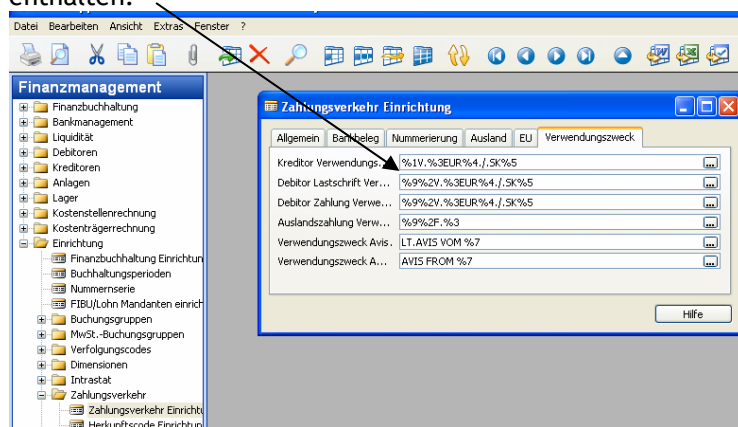 enthalten.
Datei Bearbeiten Ansicht Extras Fenster ?
Finanzmanagement
Finanzbuchhaltung
Bankmanagement
Liquidität
Debitoren
Kreditoren
Anlagen
Lager
Kostenstellenrechnung
Kostenträgerrechnung
Einrichtung
Finanzbuchhaltung Einrichtun
Buchhaltungsperioden
Nummernserie
FIBU/Lohn Mandanten einrich
Buchungsgruppen
MwSt.-Buchungsgruppen
Verfolgungscodes
Dimensionen
Intrastat
Zahlungsverkehr
Zahlungsverkehr Einricht
Herkunftscode Einrichtun
Zahlungsverkehr Einrichtung
Allgemein Bankbeleg Nummerierung Ausland EU Verwendungszweck
Kreditor Verwendungs... %1V.%3EUR%4./.SK%5
Debitor Lastschrift Ver... %9%2V.%3EUR%4./.SK%5
Debitor Zahlung Verwe... %9%2V.%3EUR%4./.SK%5
Auslandszahlung Verw... %9%2F.%3
Verwendungszweck Avis. LT.AVIS VOM %7
Verwendungszweck A... AVIS FROM %7
Hilfe